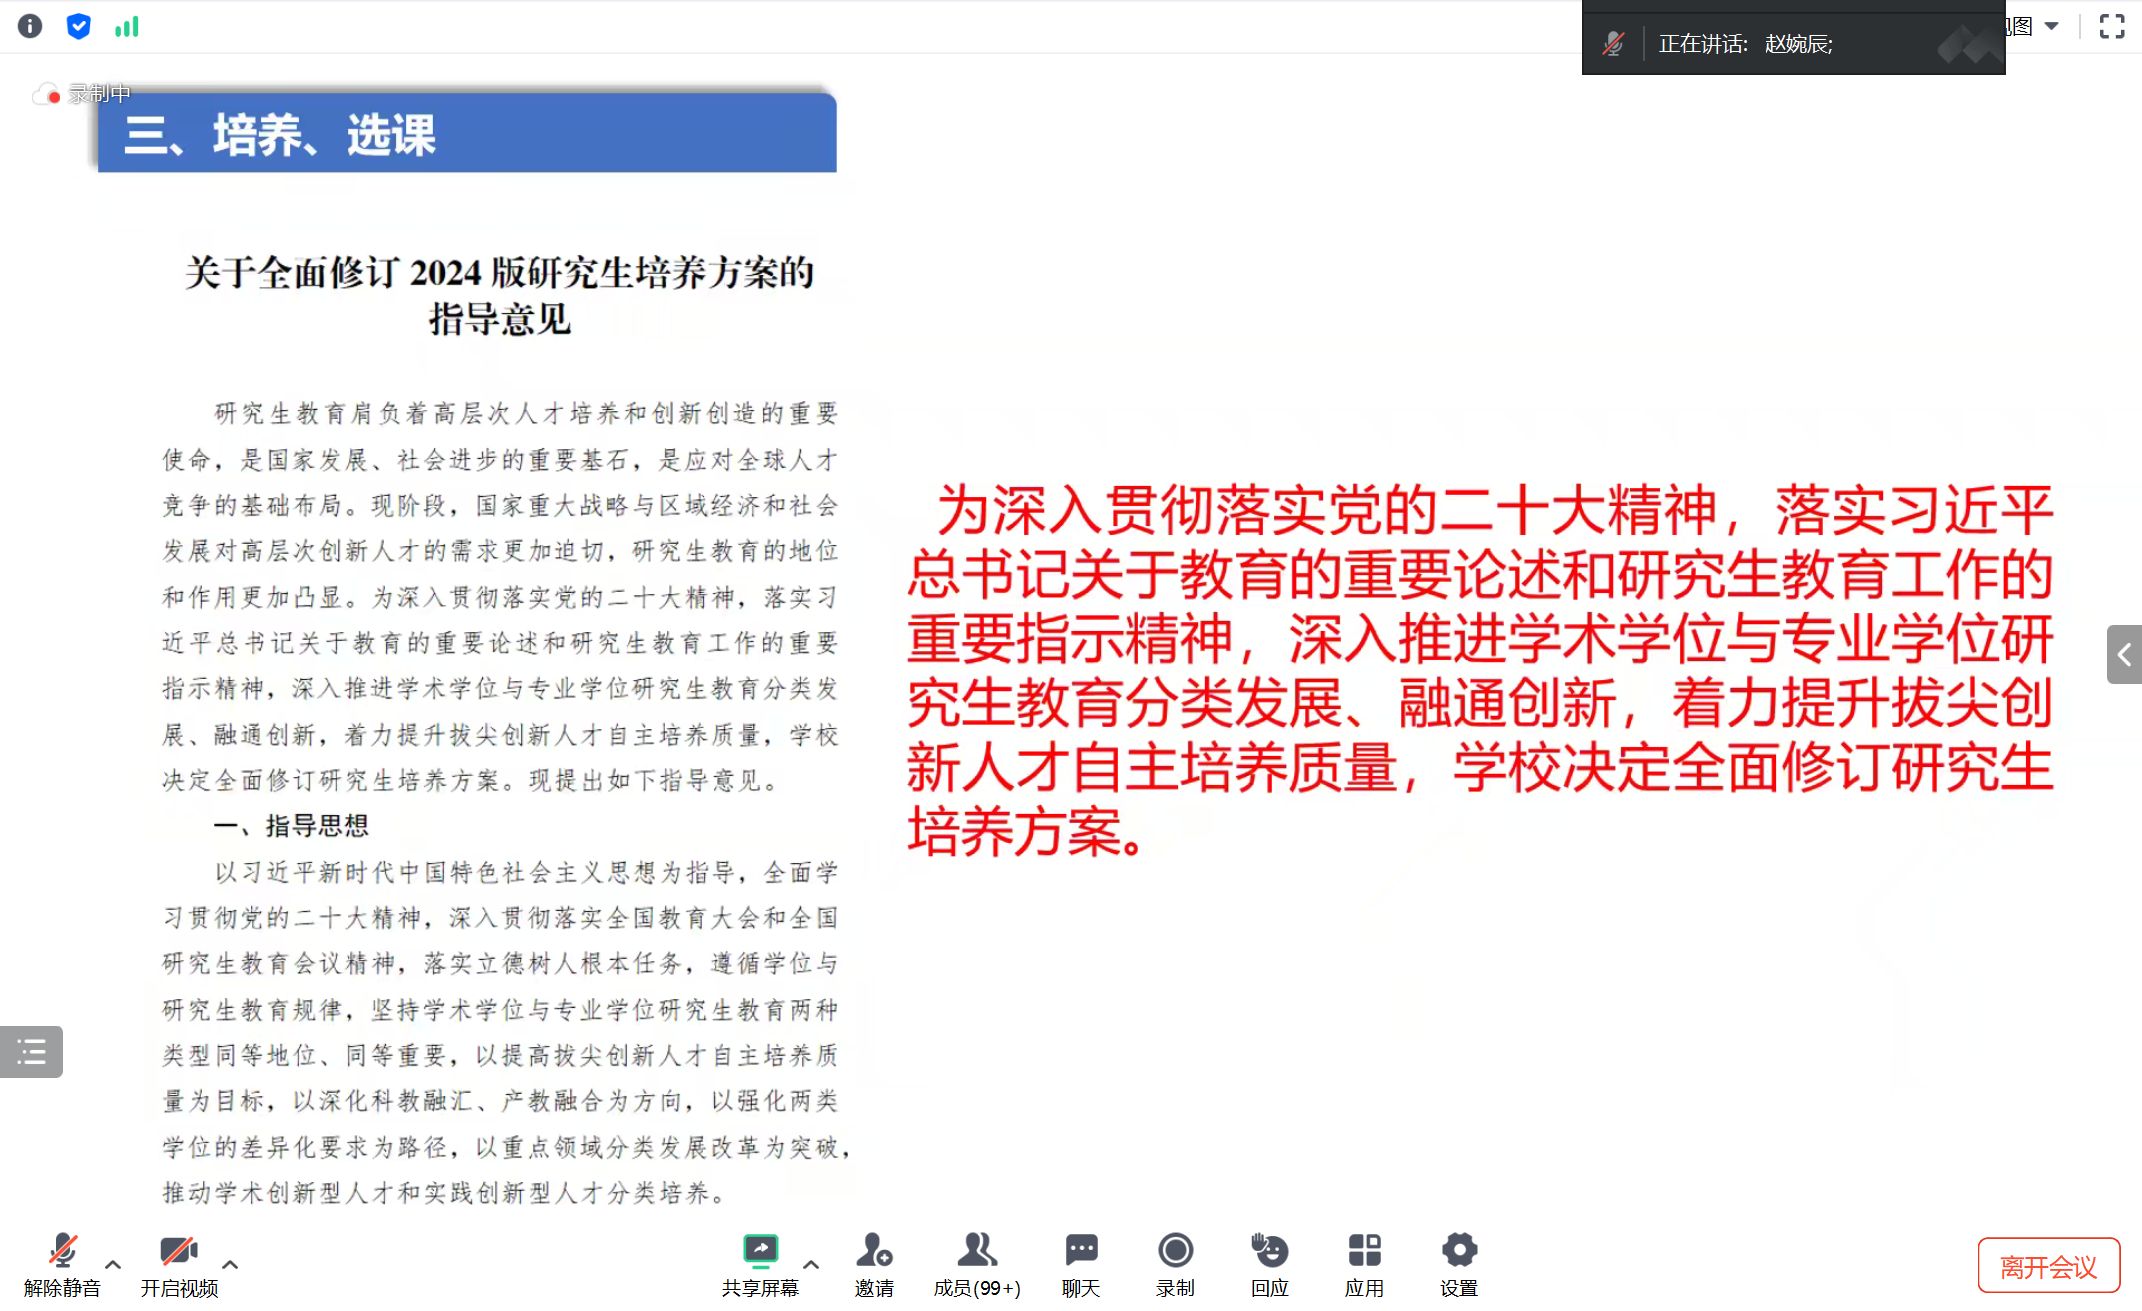 正在讲话: 赵婉辰;
图
录制中
三、培养、选课
关于全面修订 2024 版研究生培养方案的
指导意见
研究生教育肩负着高层次人才培养和创新创造的重要
使命，是国家发展、社会进步的重要基石，是应对全球人才
竞争的基础布局。现阶段，国家重大战略与区域经济和社会
发展对高层次创新人才的需求更加迫切，研究生教育的地位
和作用更加凸显。为深入贯彻落实党的二十大精神，落实习
近平总书记关于教育的重要论述和研究生教育工作的重要
指示精神，深入推进学术学位与专业学位研究生教育分类发
展、融通创新，着力提升拔尖创新人才自主培养质量，学校
决定全面修订研究生培养方案。现提出如下指导意见。
一、指导思想
以习近平新时代中国特色社会主义思想为指导，全面学
习贯彻党的二十大精神，深入贯彻落实全国教育大会和全国
研究生教育会议精神，落实立德树人根本任务，遵循学位与
研究生教育规律，坚持学术学位与专业学位研究生教育两种
类型同等地位、同等重要，以提高拔尖创新人才自主培养质
量为目标，以深化科教融汇、产教融合为方向，以强化两类
学位的差异化要求为路径，以重点领域分类发展改革为突破，
推动学术创新型人才和实践创新型人才分类培养。
为深入贯彻落实党的二十大精神，落实习近平
总书记关于教育的重要论述和研究生教育工作的
重要指示精神，深入推进学术学位与专业学位研
究生教育分类发展、融通创新，着力提升拔尖创
新人才自主培养质量，学校决定全面修订研究生
培养方案。
解除静音
开启视频
共享屏幕
邀请
成员(99+)
聊天
录制
回应
应用
设置
离开会议